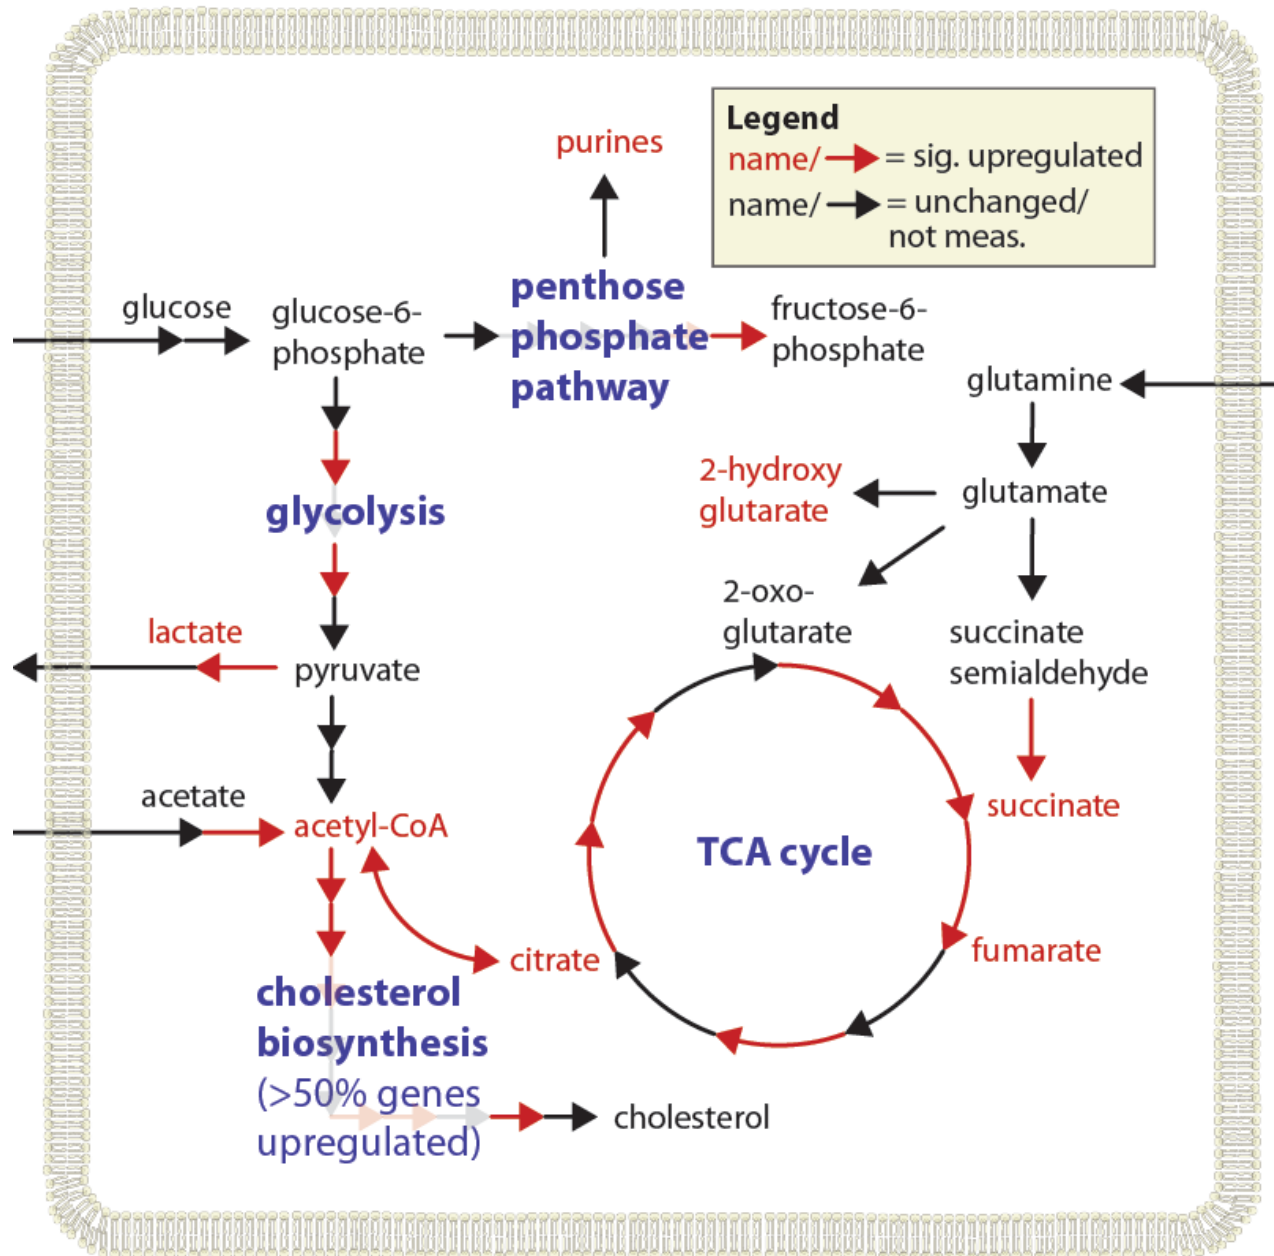 Legend
name/ = sig. upregulated
name/ = unchanged/
not meas.
purines
penthose
phosphate
pathway
glucose
glucose-6-
phosphate
fructose-6-
phosphate
glutamine
2-hydroxy
glutarate
glutamate
glycolysis
2-oxo-
glutarate
succinate
semialdehyde
lactate
pyruvate
acetate
acetyl-CoA
succinate
TCA cycle
citrate
fumarate
cholesterol
biosynthesis
(>50% genes
upregulated)
cholesterol